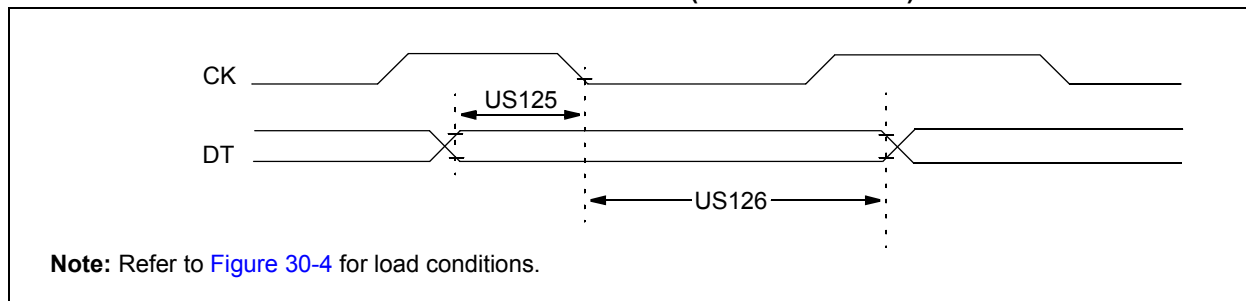 CK
US125
DT
US126
Note: Refer to Figure 30-4 for load conditions.